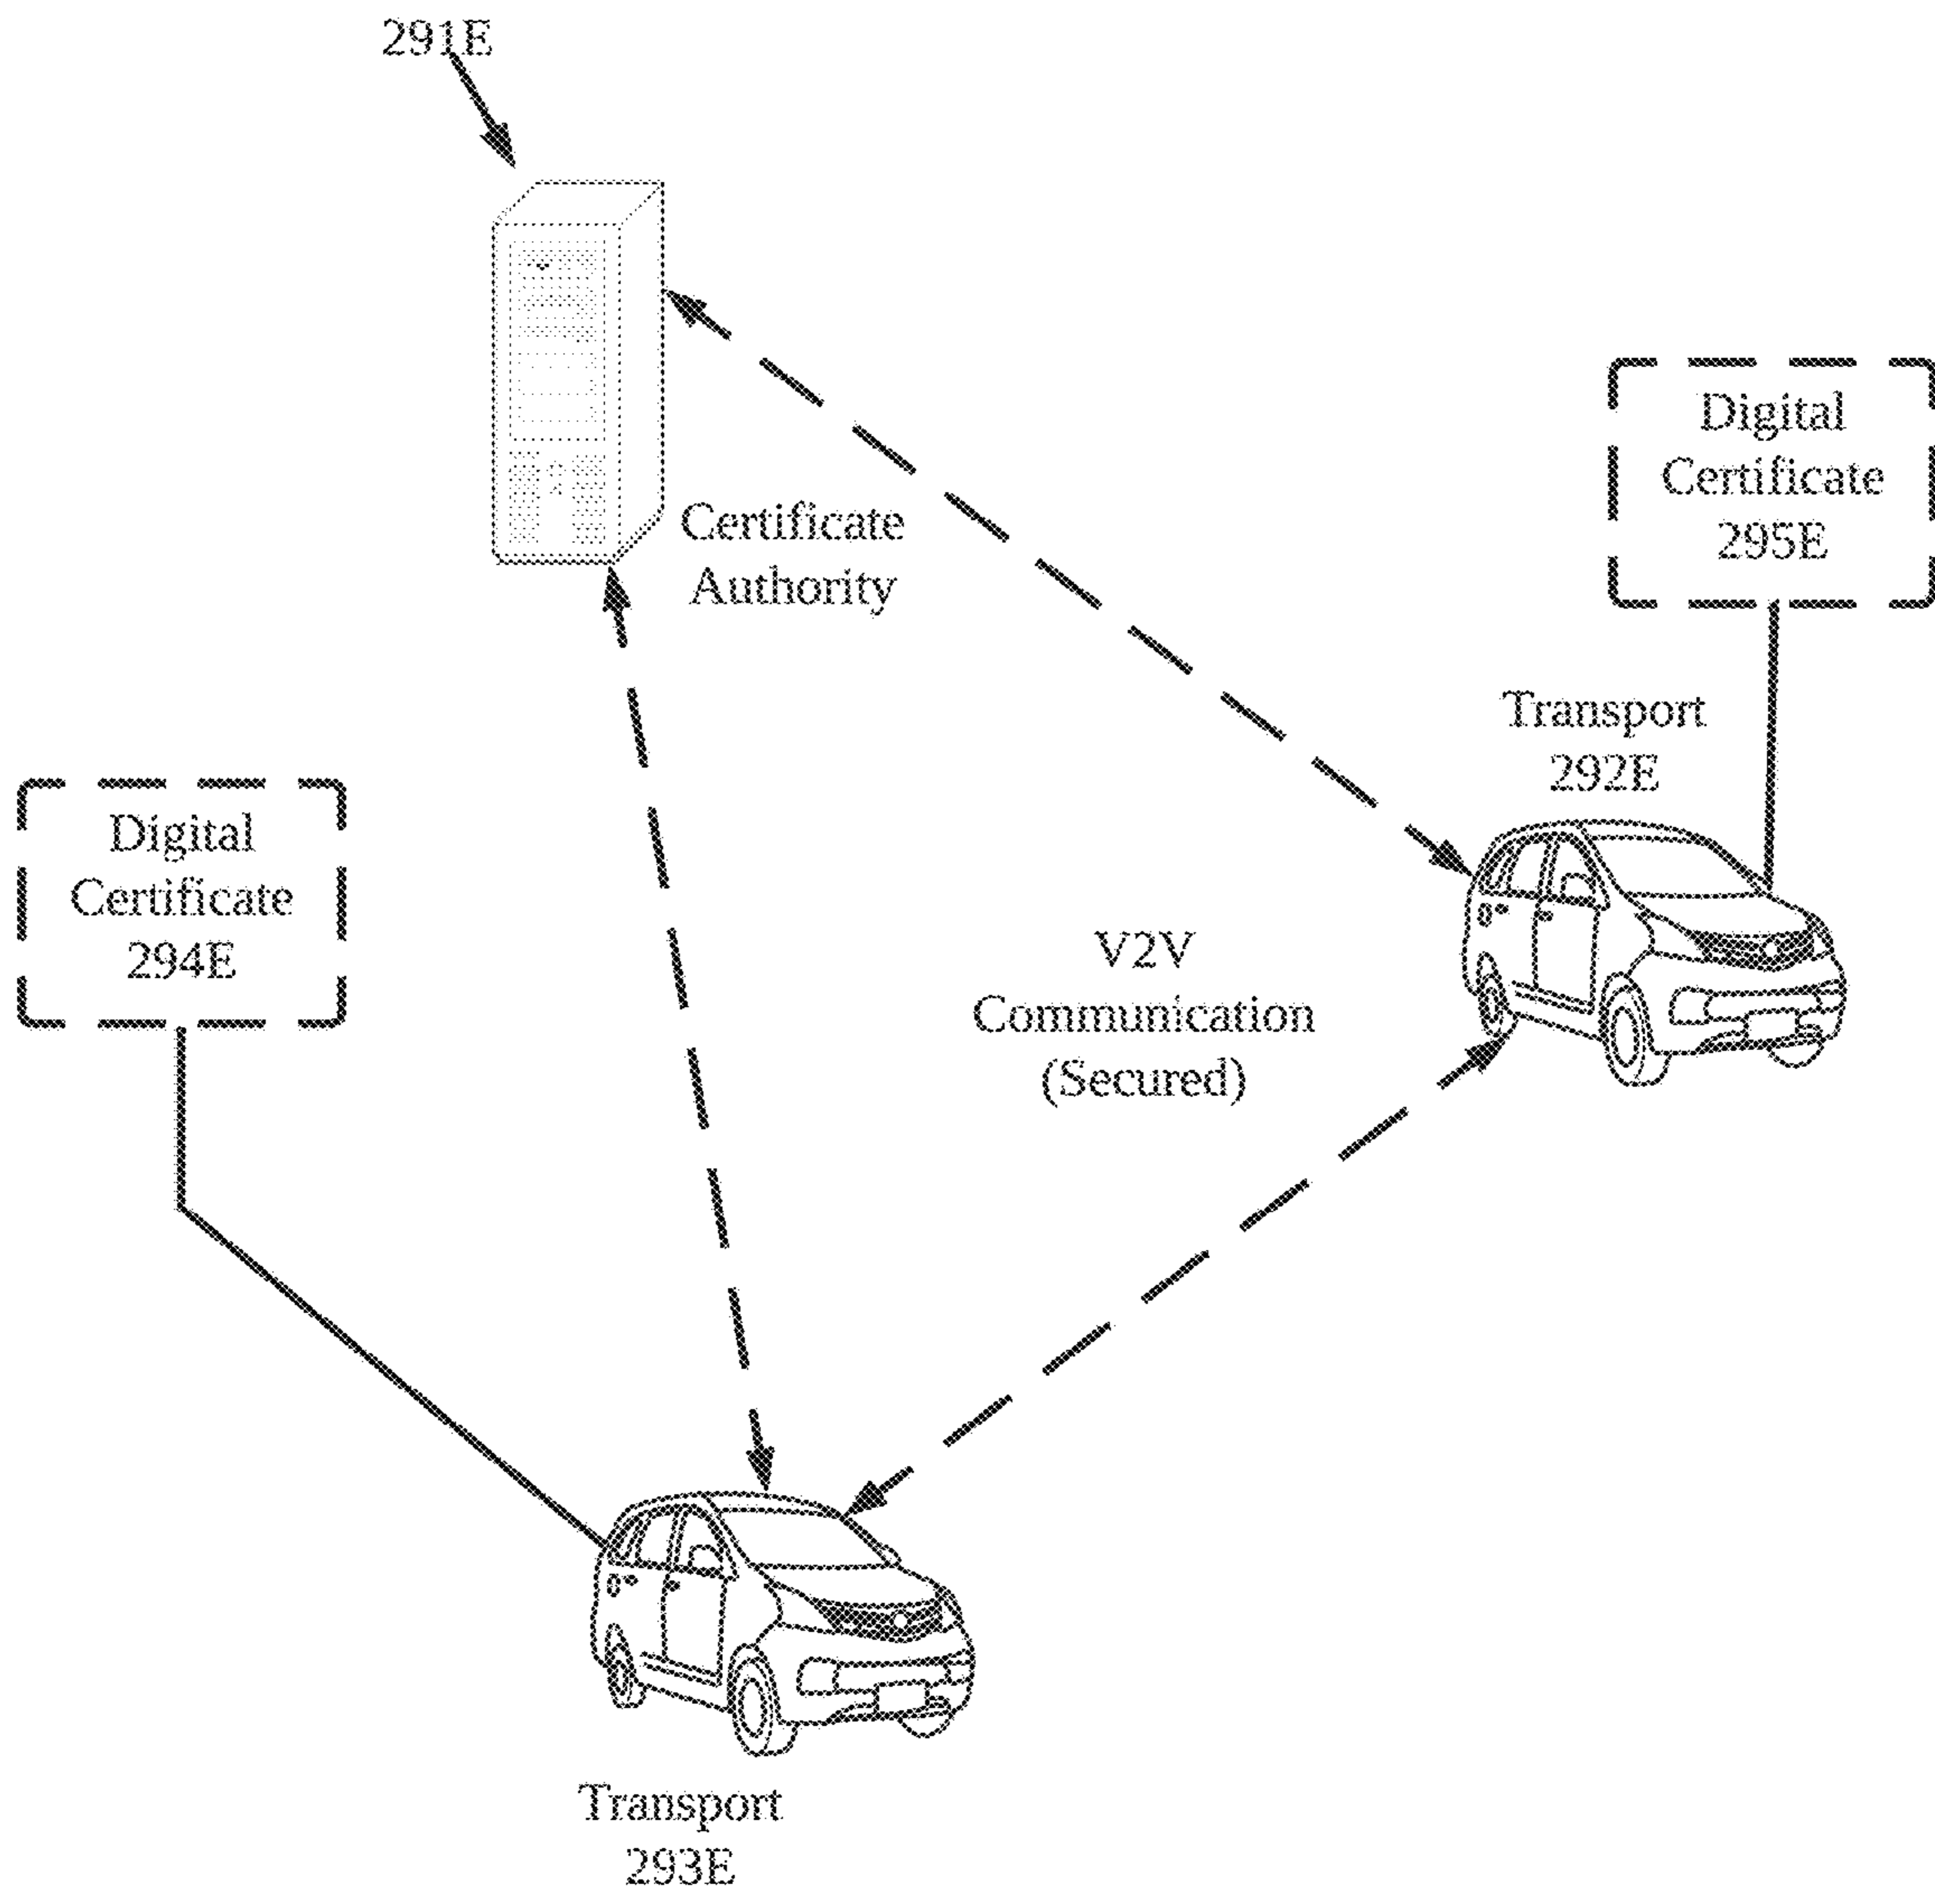 291E
Certificate
Authority
Digital
Certificate
295E
Transport
292E
Digital
Certificate
294E
V2V
Communication
(Secured)
Transport
293E